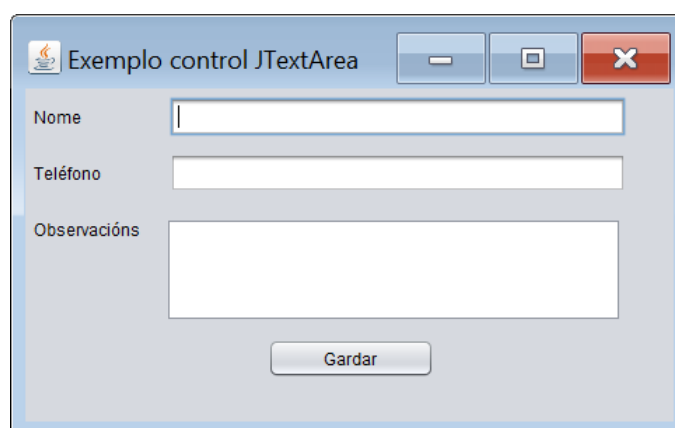 Exemplo control JTextArea
Nome
Teléfono
Observacións
Gardar